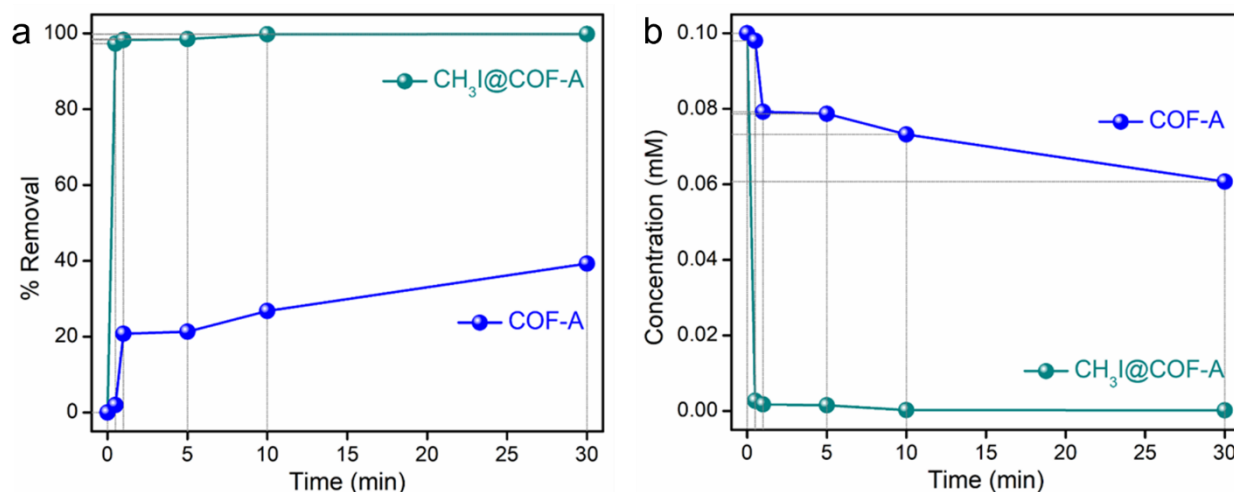 a
100
80
60
40
20
0
% Removal
CH₃I@COF-A
COF-A
0 5 10 15 20 25 30
Time (min)
b
0.10
0.08
0.06
0.04
0.02
0.00
Concentration (mM)
COF-A
CH₃I@COF-A
0 5 10 15 20 25 30
Time (min)